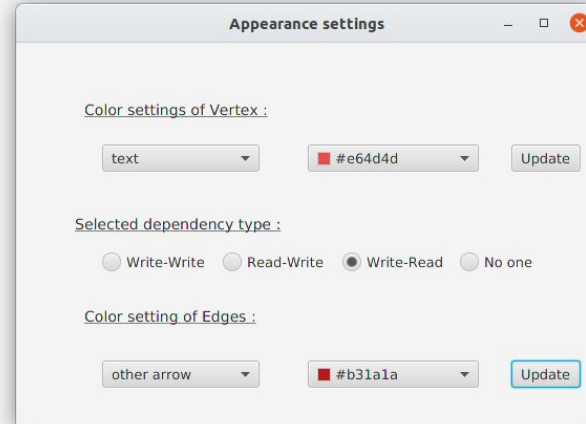 Appearance settings
Color settings of Vertex :
text #e64d4d Update
Selected dependency type :
Write-Write Read-Write Write-Read No one
Color setting of Edges :
other arrow #b31a1a Update